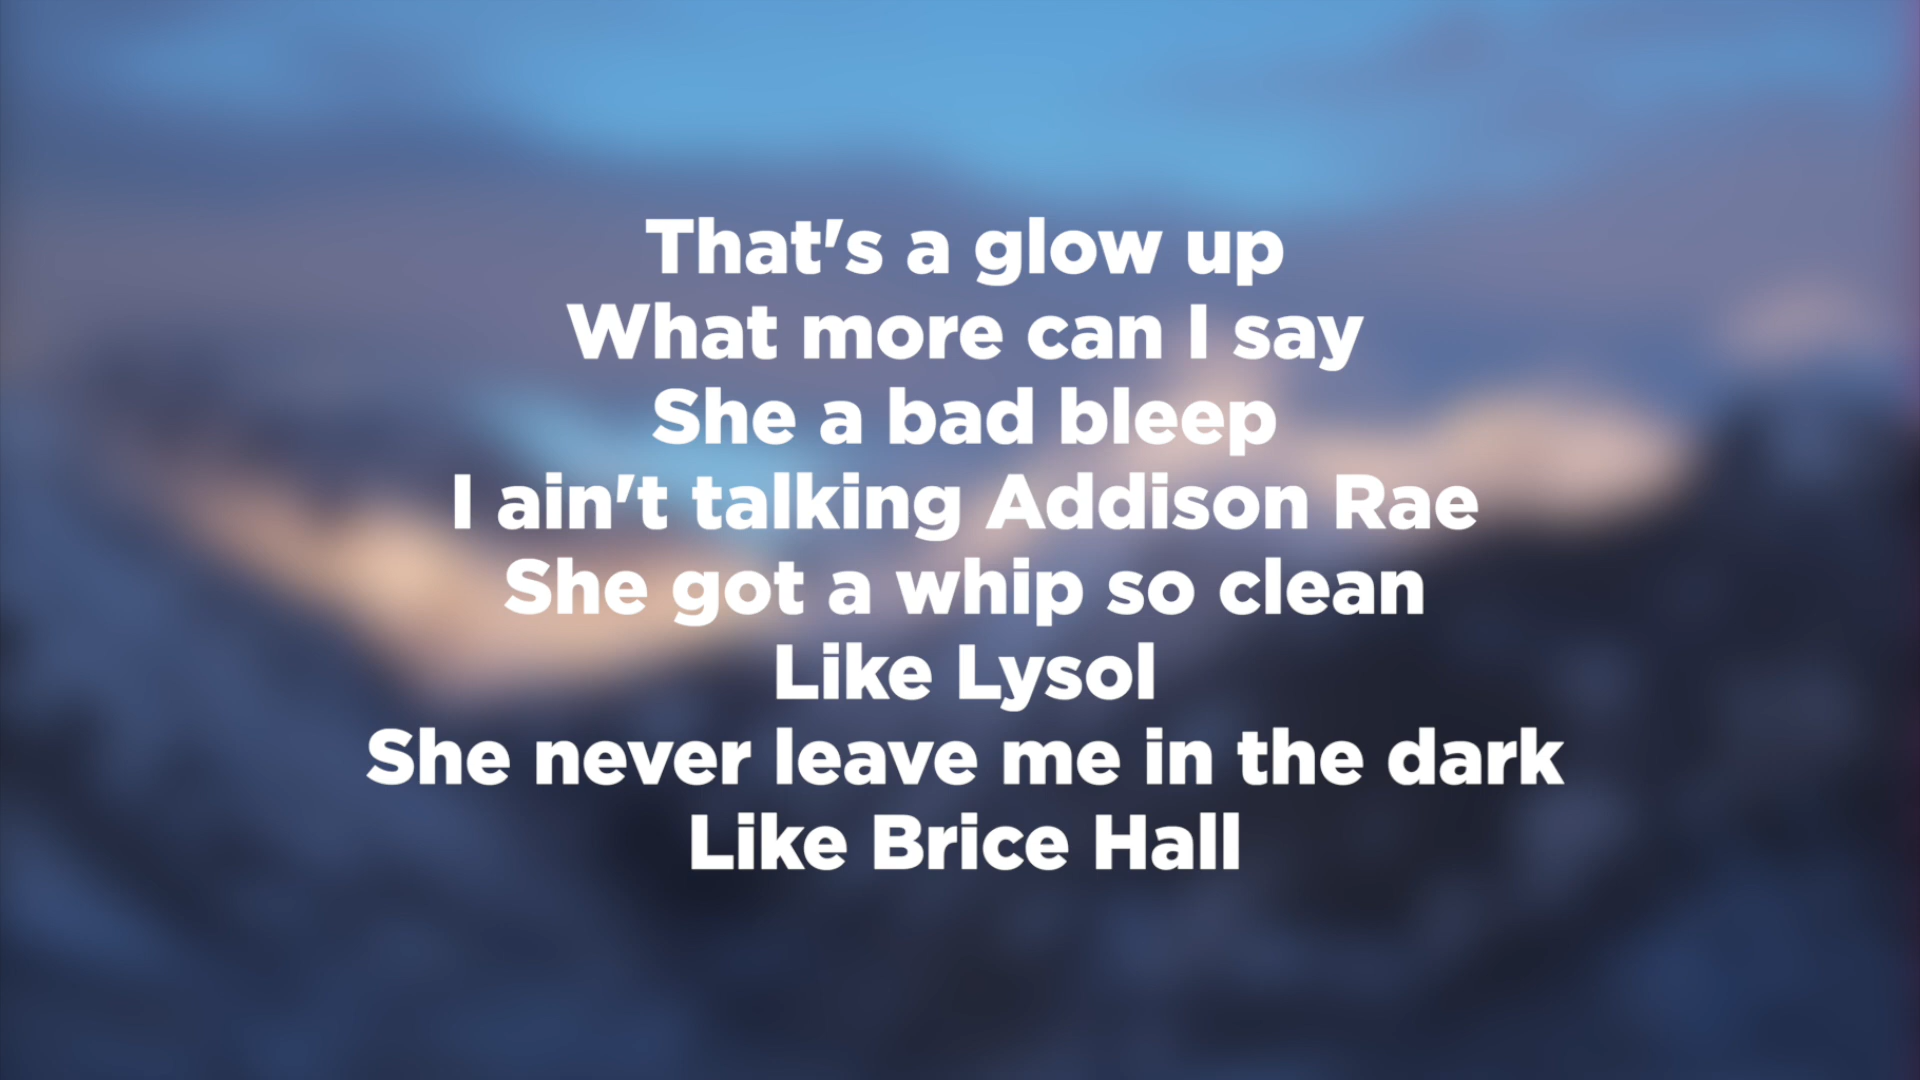 That's a glow up
What more can I say
She a bad bleep
I ain't talking Addison Rae
She got a whip so clean
Like Lysol
She never leave me in the dark
Like Brice Hall